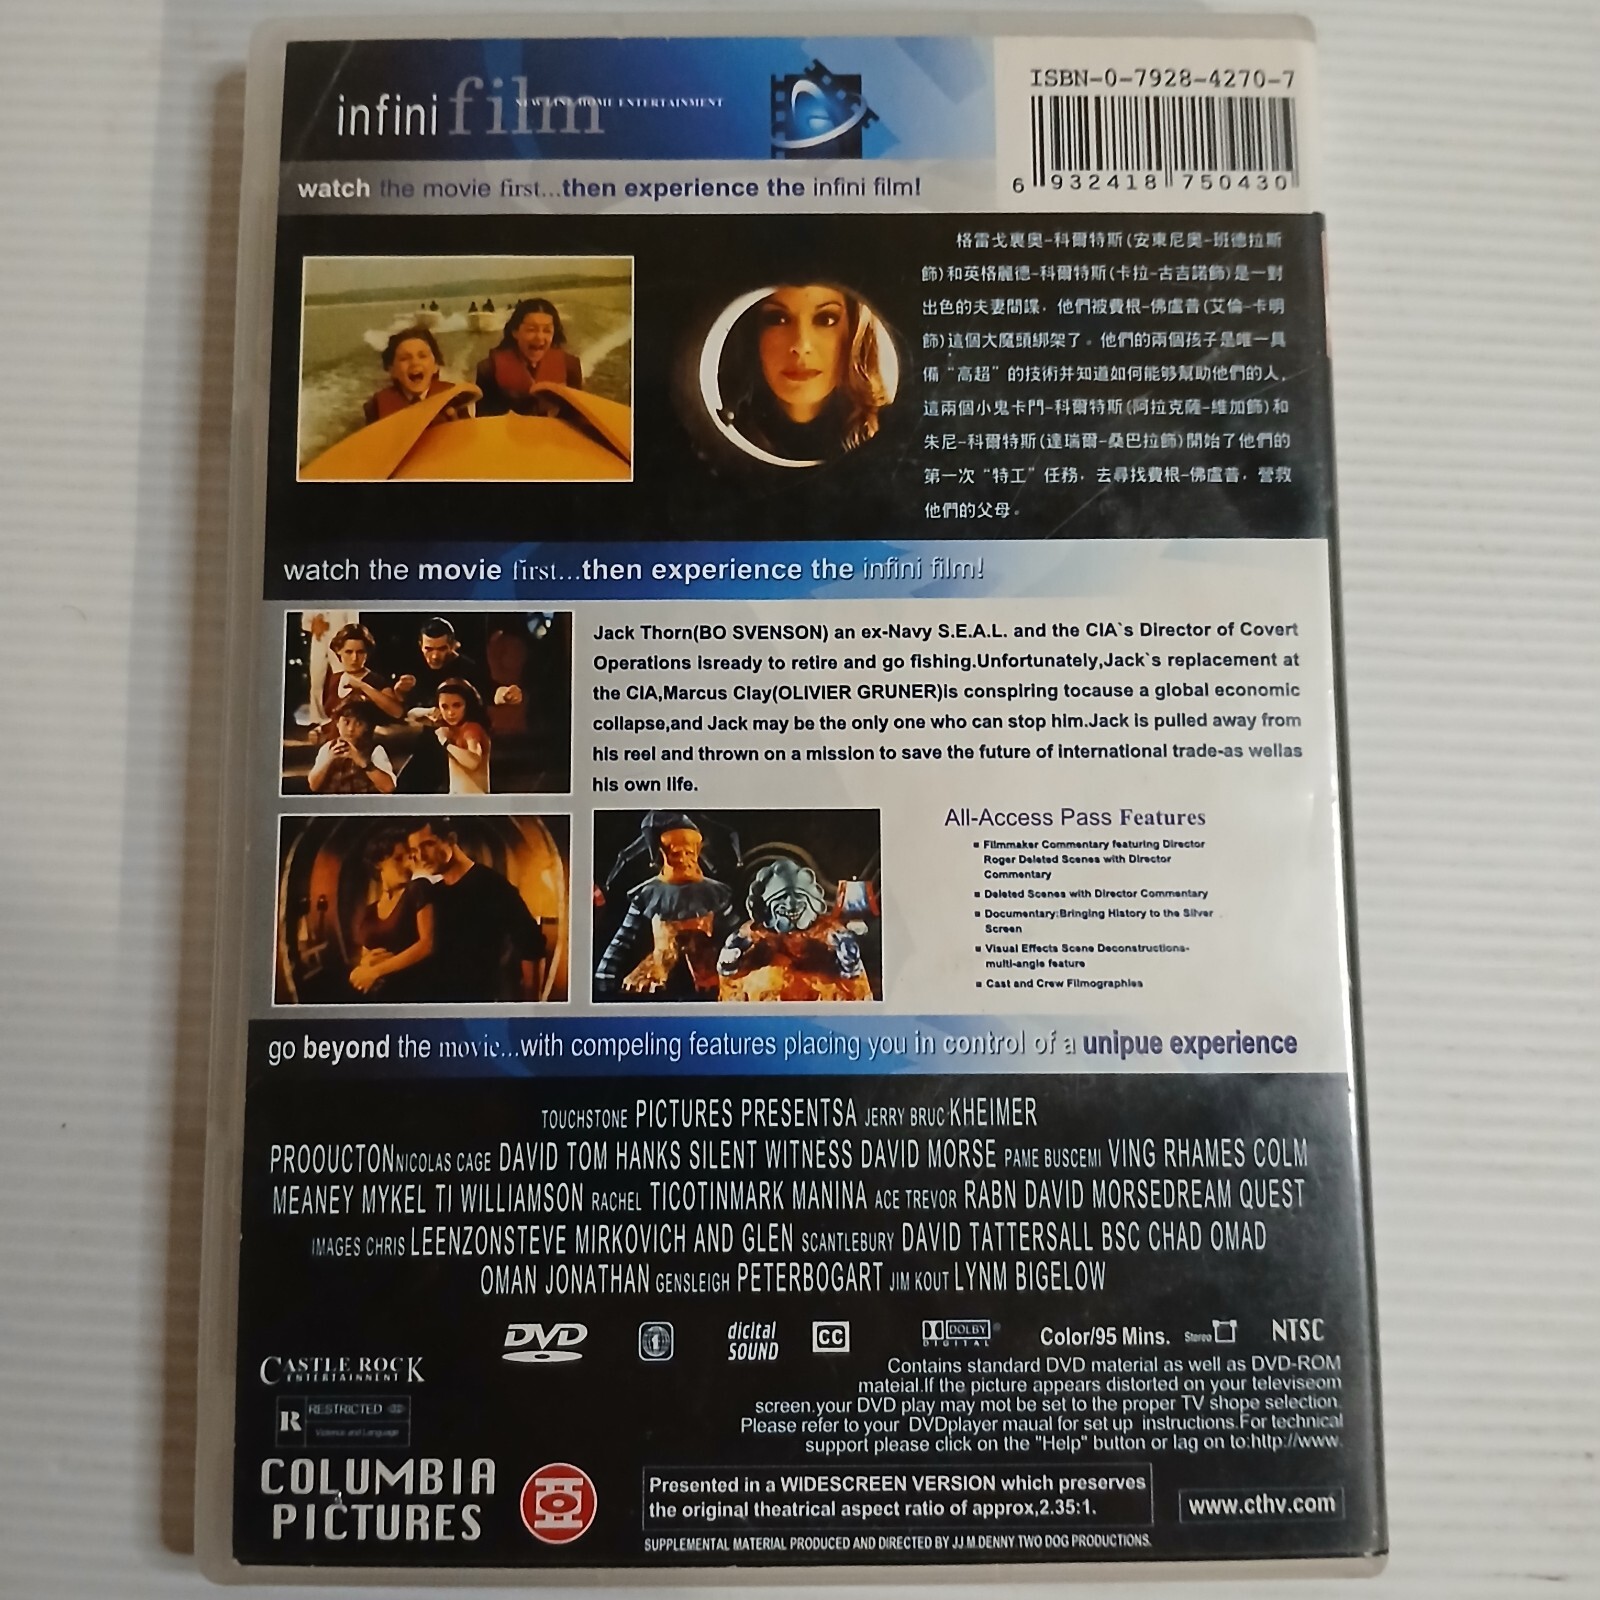 infinifilm
NEW LINE HOME ENTERTAINMENT
ISBN-0-7928-4270-7
6 932418 750430
watch the movie first...then experience the infini film!
格雷戈裏奥-科爾特斯(安東尼奥-班德拉斯
飾)和英格麗德-科爾特斯(卡拉-古吉諾飾)是一對
出色的夫妻間諜，他們被費根-佛盧普(艾倫-卡明
飾)這個大魔頭綁架了。他們的兩個孩子是唯一具
備“高超”的技術并知道如何能够幫助他們的人，
這兩個小鬼卡門-科爾特斯(阿拉克薩-維加飾)和
朱尼-科爾特斯(達瑞爾-桑巴拉飾)開始了他們的
第一次“特工”任務，去尋找費根-佛盧普，營救
他們的父母。
watch the movie first...then experience the infini film!
Jack Thorn(BO SVENSON) an ex-Navy S.E.A.L. and the CIA`s Director of Covert
Operations isready to retire and go fishing.Unfortunately,Jack`s replacement at
the CIA,Marcus Clay(OLIVIER GRUNER)is conspiring tocause a global economic
collapse,and Jack may be the only one who can stop him.Jack is pulled away from
his reel and thrown on a mission to save the future of international trade-as wellas
his own life.
All-Access Pass Features
▪ Filmmaker Commentary featuring Director
Roger Deleted Scenes with Director
Commentary
▪ Deleted Scenes with Director Commentary
▪ Documentary:Bringing History to the Silver
Screen
▪ Visual Effects Scene Deconstructions-
multi-angle feature
▪ Cast and Crew Filmographies
go beyond the movie...with compeling features placing you in control of a unipue experience
TOUCHSTONE PICTURES PRESENTSA JERRY BRUC KHEIMER
PROOUCTON NICOLAS CAGE DAVID TOM HANKS SILENT WITNESS DAVID MORSE PAME BUSCEMI VING RHAMES COLM
MEANEY MYKEL TI WILLIAMSON RACHEL TICOTINMARK MANINA ACE TREVOR RABN DAVID MORSEDREAM QUEST
IMAGES CHRIS LEENZONSTEVE MIRKOVICH AND GLEN SCANTLEBURY DAVID TATTERSALL BSC CHAD OMAD
OMAN JONATHAN GENSLEIGH PETERBOGART JIM KOUT LYNM BIGELOW
DVD
1
dicital
SOUND
CC
DOLBY
DIGITAL
Color/95 Mins.
Stereo
NTSC
CASTLE ROCK
ENTERTAINMENT
R RESTRICTED
Violence and Language
Contains standard DVD material as well as DVD-ROM
mateial.If the picture appears distorted on your televiseom
screen.your DVD play may mot be set to the proper TV shope selection.
Please refer to your DVDplayer maual for set up instructions.For technical
support please click on the "Help" button or lag on to:http://www.
COLUMBIA
PICTURES
Presented in a WIDESCREEN VERSION which preserves
the original theatrical aspect ratio of approx,2.35:1.
www.cthv.com
SUPPLEMENTAL MATERIAL PRODUCED AND DIRECTED BY JJ.M.DENNY.TWO DOG PRODUCTIONS.